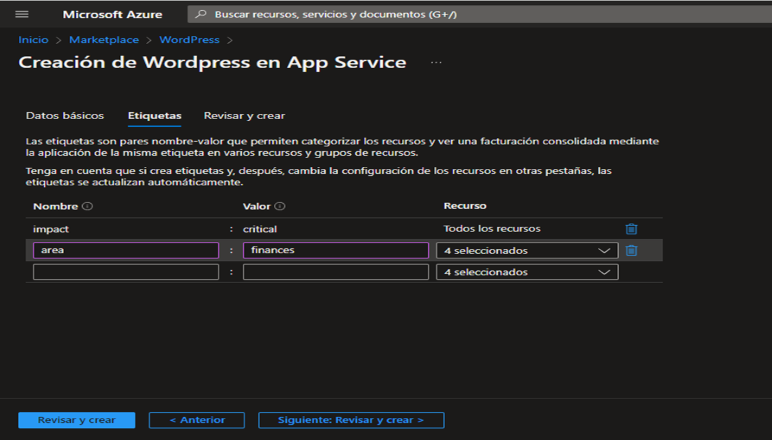 Microsoft Azure
Buscar recursos, servicios y documentos (G+/)
Inicio > Marketplace > WordPress >
Creación de Wordpress en App Service ...
Datos básicos Etiquetas Revisar y crear
Las etiquetas son pares nombre-valor que permiten categorizar los recursos y ver una facturación consolidada mediante
la aplicación de la misma etiqueta en varios recursos y grupos de recursos.
Tenga en cuenta que si crea etiquetas y, después, cambia la configuración de los recursos en otras pestañas, las
etiquetas se actualizan automáticamente.
Nombre Valor Recurso
impact : critical Todos los recursos
area : finances 4 seleccionados
: 4 seleccionados
Revisar y crear < Anterior Siguiente: Revisar y crear >